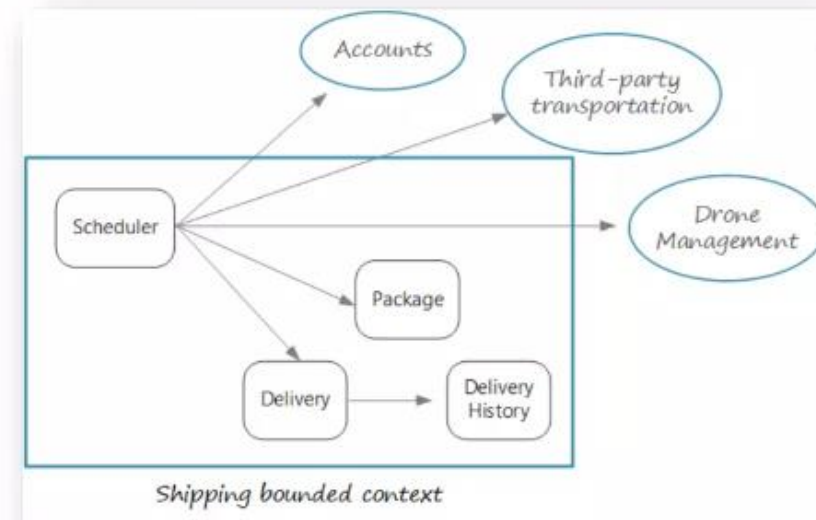 Accounts
Third-party
transportation
Drone
Management
Scheduler
Package
Delivery
Delivery
History
Shipping bounded context